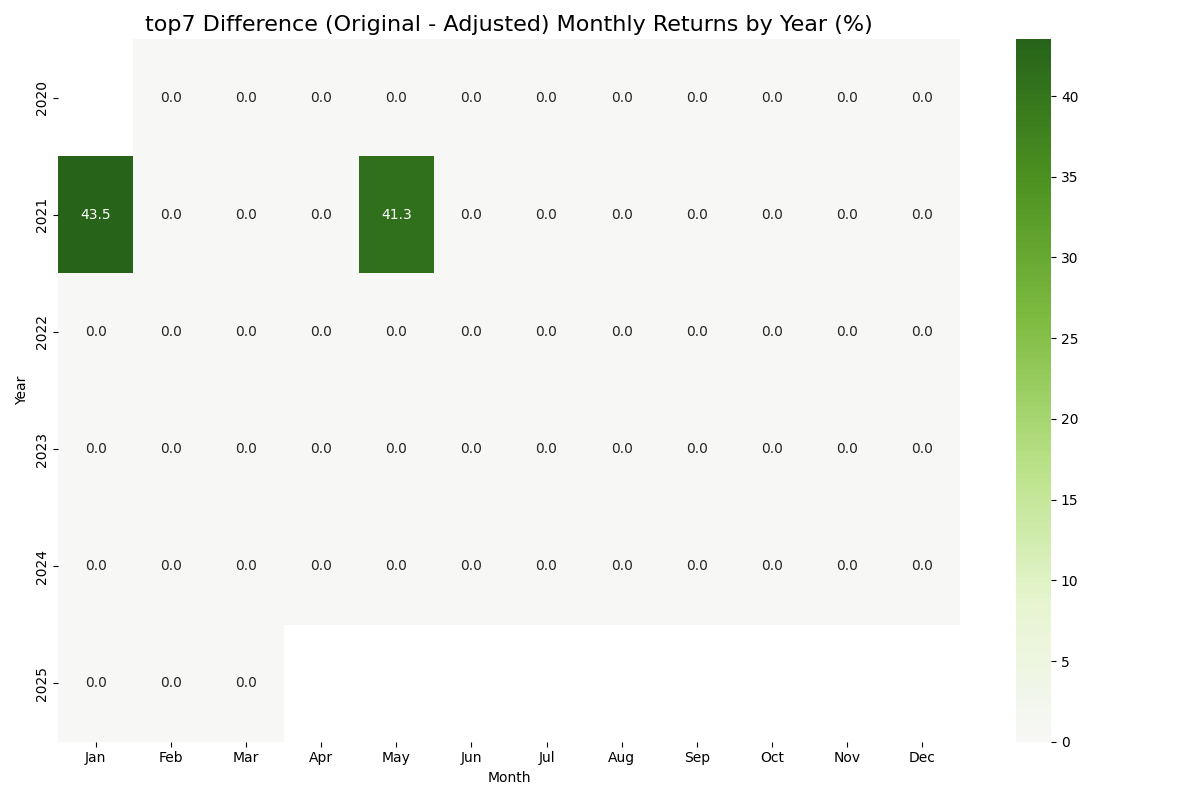 top7 Difference (Original - Adjusted) Monthly Returns by Year (%)
2020 0.0 0.0 0.0 0.0 0.0 0.0 0.0 0.0 0.0 0.0 0.0
2021 43.5 0.0 0.0 0.0 41.3 0.0 0.0 0.0 0.0 0.0 0.0 0.0
2022 0.0 0.0 0.0 0.0 0.0 0.0 0.0 0.0 0.0 0.0 0.0 0.0
Year
2023 0.0 0.0 0.0 0.0 0.0 0.0 0.0 0.0 0.0 0.0 0.0 0.0
2024 0.0 0.0 0.0 0.0 0.0 0.0 0.0 0.0 0.0 0.0 0.0 0.0
2025 0.0 0.0 0.0
Jan Feb Mar Apr May Jun Jul Aug Sep Oct Nov Dec
Month
40
35
30
25
20
15
10
5
0